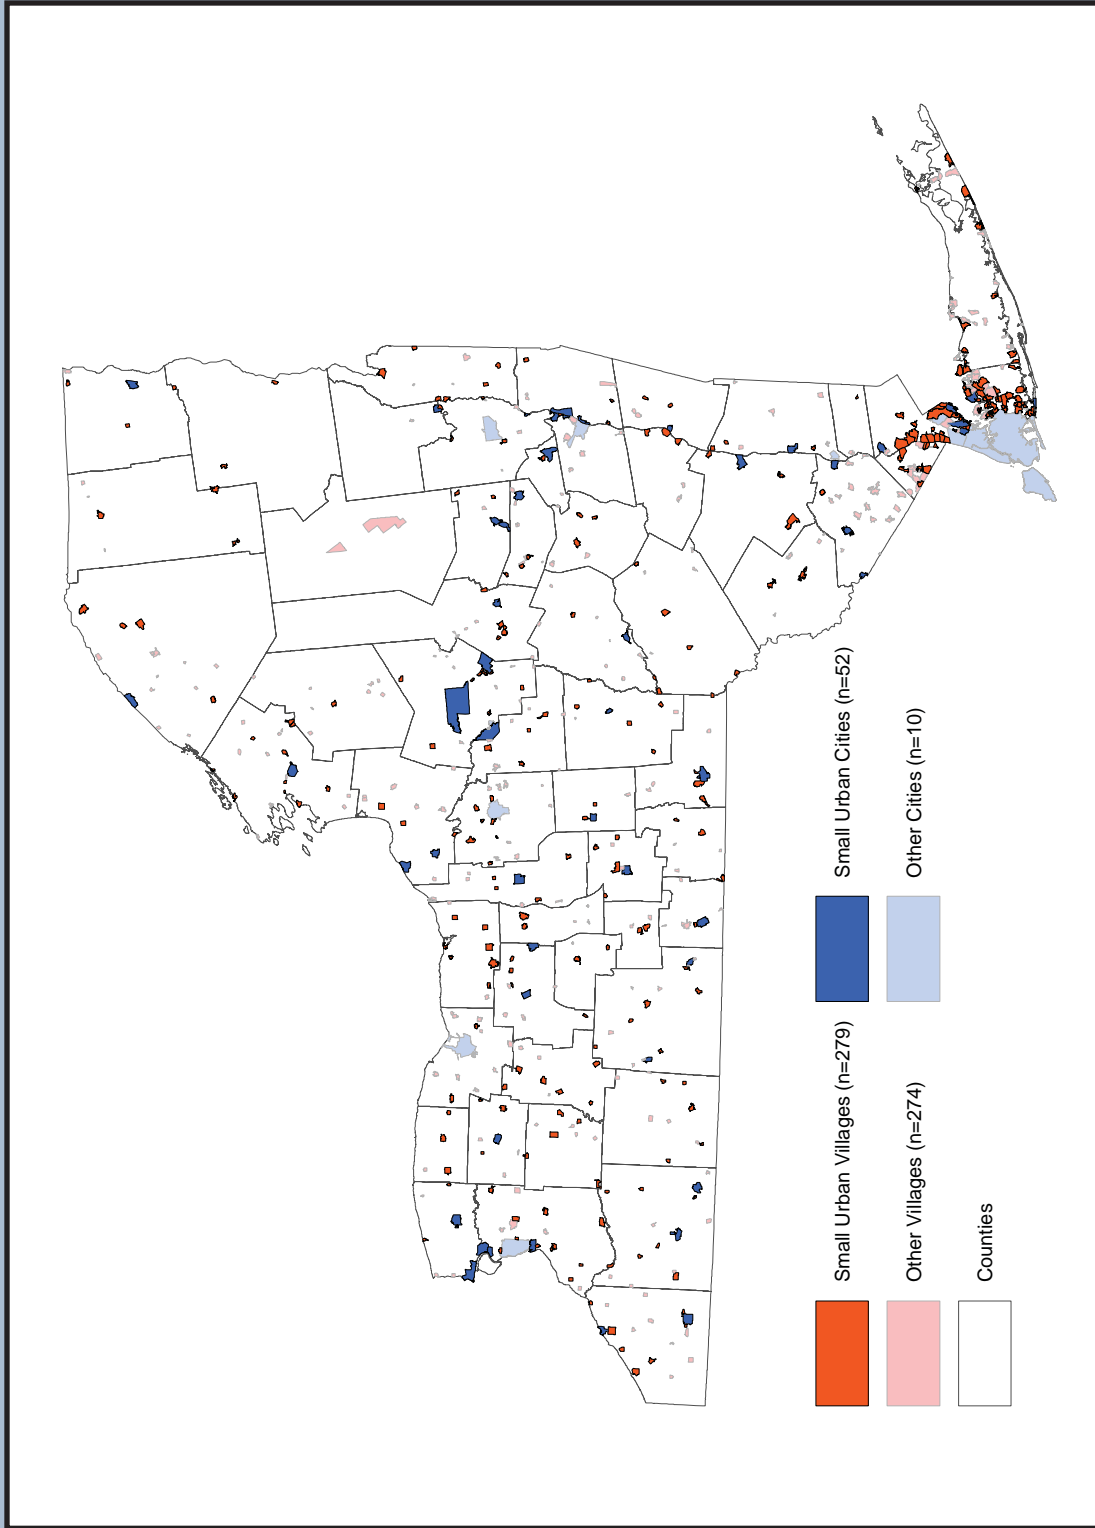 Small Urban Villages (n=279)
Small Urban Cities (n=52)
Other Villages (n=274)
Other Cities (n=10)
Counties